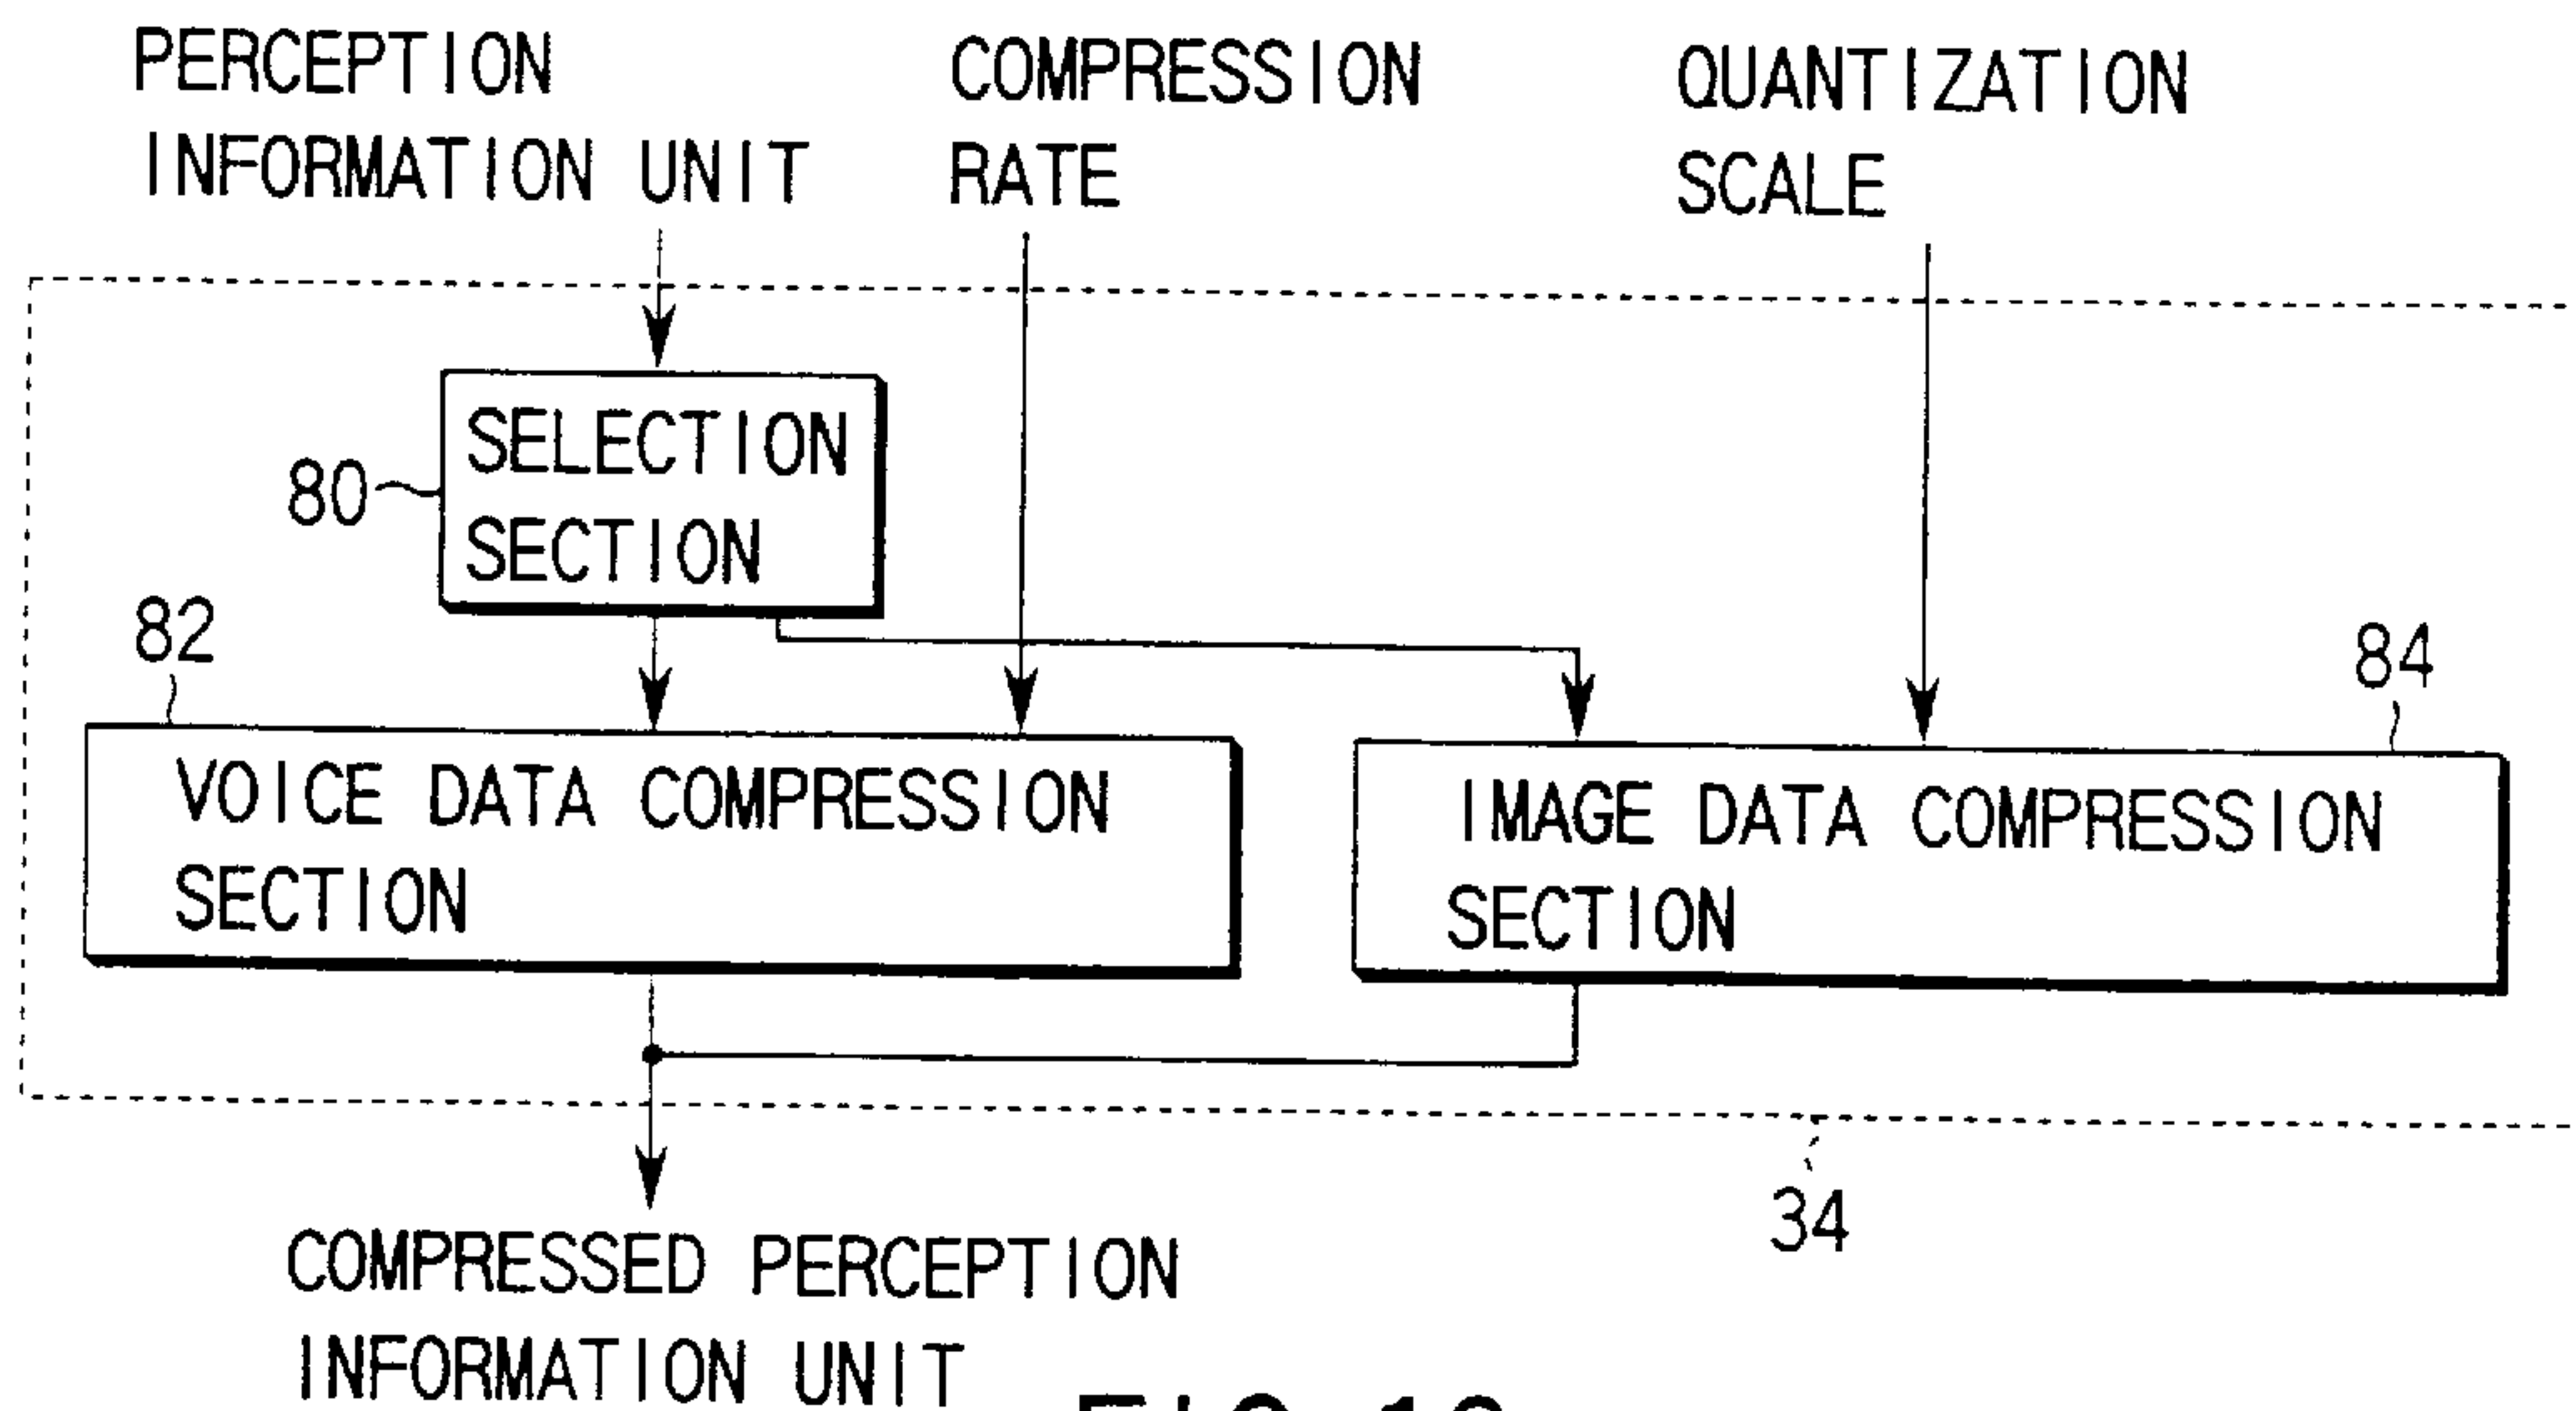 PERCEPTION
INFORMATION UNIT
COMPRESSION
RATE
QUANTIZATION
SCALE
SELECTION
SECTION
80
82
84
VOICE DATA COMPRESSION
SECTION
IMAGE DATA COMPRESSION
SECTION
34
COMPRESSED PERCEPTION
INFORMATION UNIT